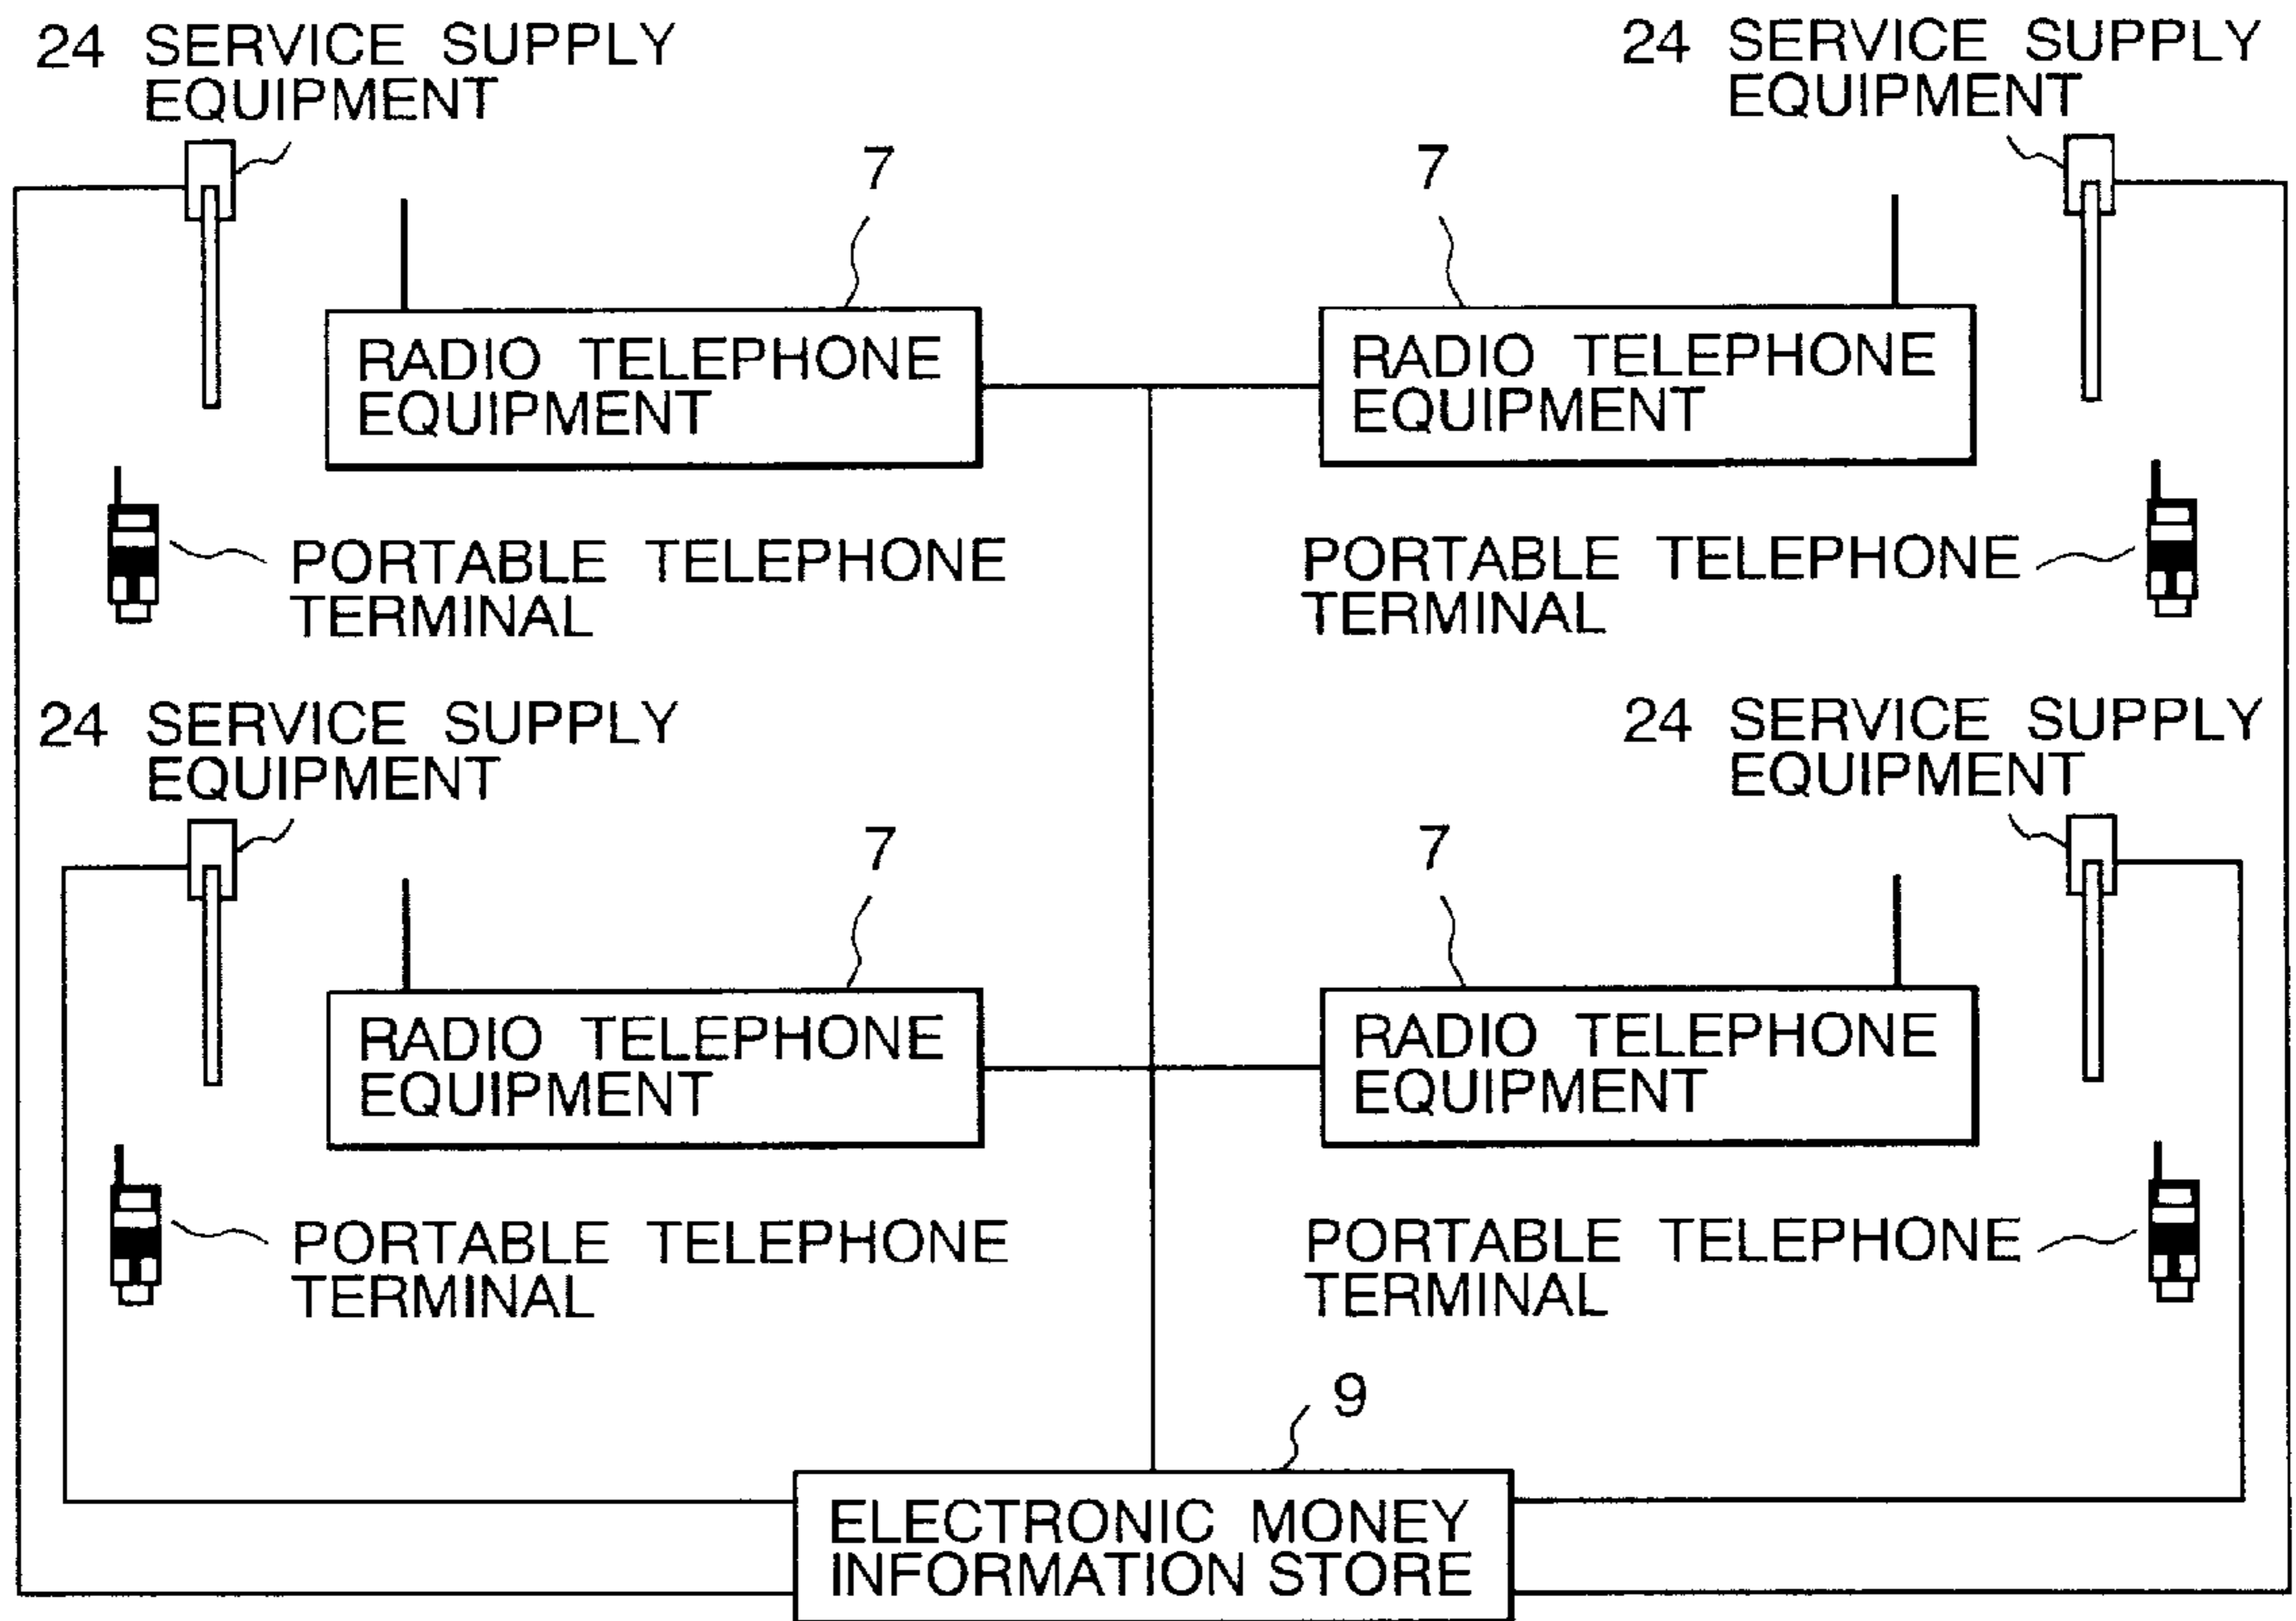 24 SERVICE SUPPLY
EQUIPMENT
24 SERVICE SUPPLY
EQUIPMENT
7
7
RADIO TELEPHONE
EQUIPMENT
RADIO TELEPHONE
EQUIPMENT
PORTABLE TELEPHONE
TERMINAL
PORTABLE TELEPHONE
TERMINAL
24 SERVICE SUPPLY
EQUIPMENT
24 SERVICE SUPPLY
EQUIPMENT
7
7
RADIO TELEPHONE
EQUIPMENT
RADIO TELEPHONE
EQUIPMENT
PORTABLE TELEPHONE
TERMINAL
PORTABLE TELEPHONE
TERMINAL
9
ELECTRONIC MONEY
INFORMATION STORE